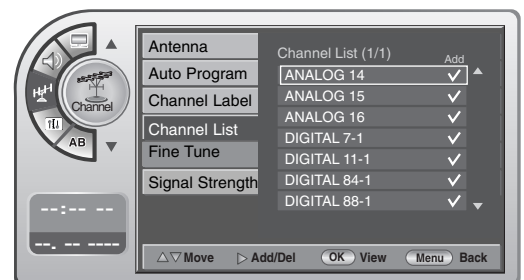 Antenna
Auto Program
Channel Label
Channel List
Fine Tune
Signal Strength
Channel
AB
--:-- --
--. -- ----
Channel List (1/1) Add
ANALOG 14 ✓
ANALOG 15 ✓
ANALOG 16 ✓
DIGITAL 7-1 ✓
DIGITAL 11-1 ✓
DIGITAL 84-1 ✓
DIGITAL 88-1 ✓
△▽ Move ▷ Add/Del OK View Menu Back